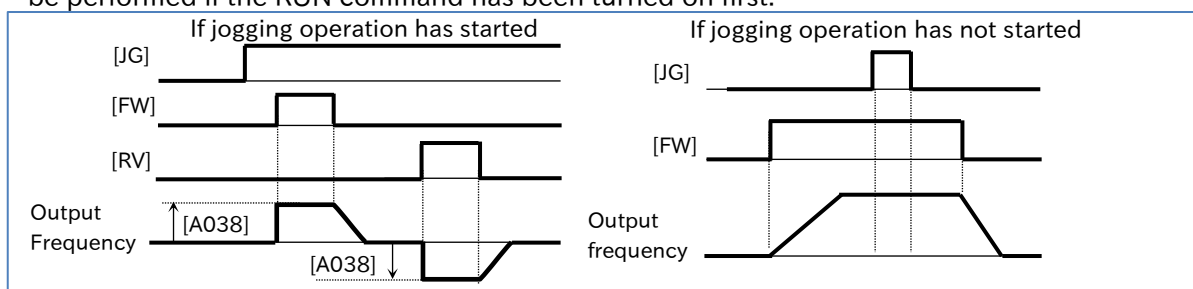 be performed if the RUN command has been turned on first.
If jogging operation has started
[JG]
[FW]
[RV]
Output
Frequency
[A038]
[A038]
If jogging operation has not started
[JG]
[FW]
Output
frequency